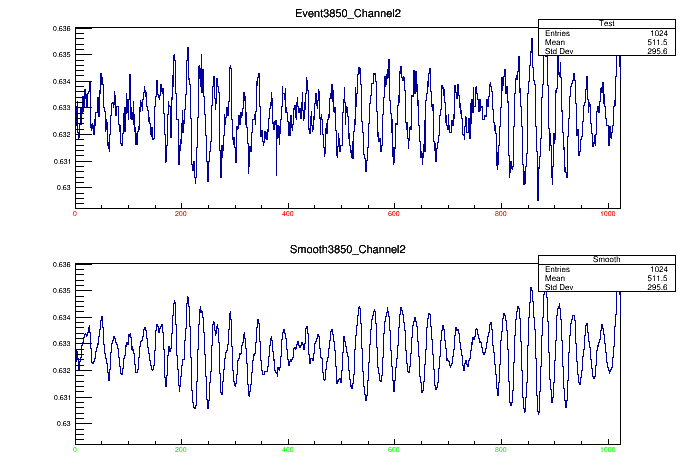 Event3850_Channel2
Test
Entries 1024
Mean 511.5
Std Dev 295.6
0.636
0.635
0.634
0.633
0.632
0.631
0.63
0 200 400 600 800 1000
Smooth3850_Channel2
Smooth
Entries 1024
Mean 511.5
Std Dev 295.6
0.636
0.635
0.634
0.633
0.632
0.631
0.63
0 200 400 600 800 1000